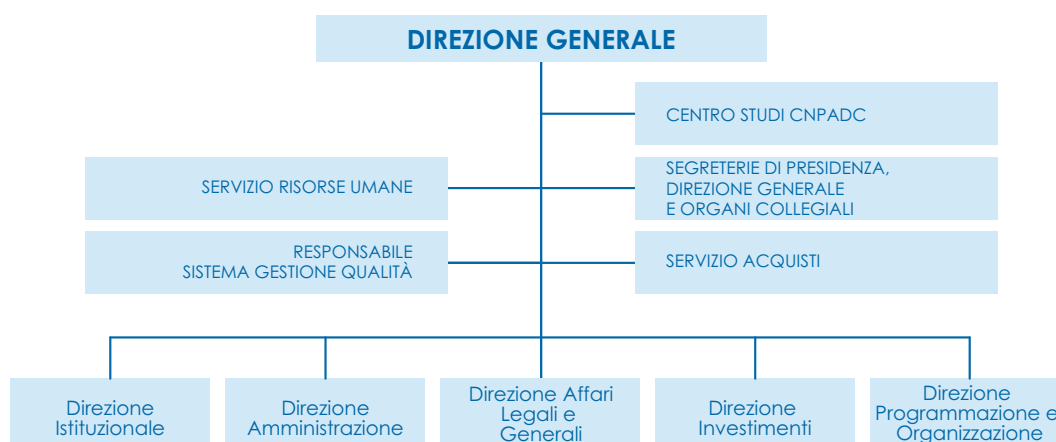 DIREZIONE GENERALE
CENTRO STUDI CNPADC
SERVIZIO RISORSE UMANE
SEGRETERIE DI PRESIDENZA,
DIREZIONE GENERALE
E ORGANI COLLEGIALI
RESPONSABILE
SISTEMA GESTIONE QUALITÀ
SERVIZIO ACQUISTI
Direzione
Istituzionale
Direzione
Amministrazione
Direzione Affari
Legali e
Generali
Direzione
Investimenti
Direzione
Programmazione e
Organizzazione